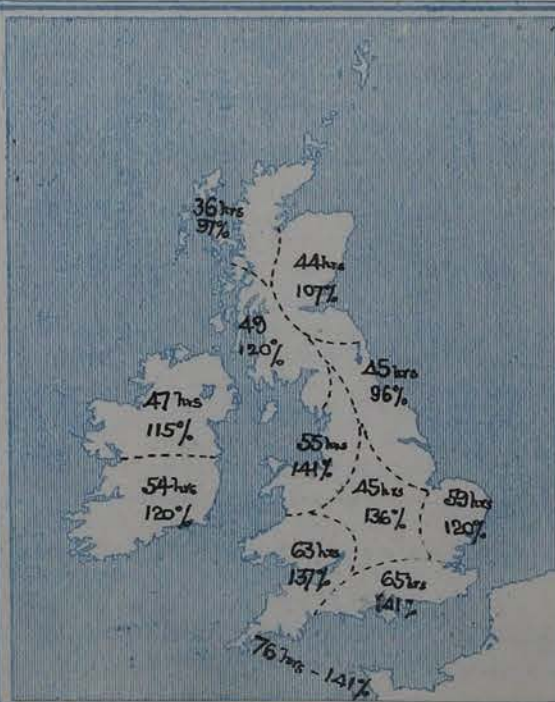 36 hrs
97%
44 hrs
107%
49
120%
45 hrs
96%
47 hrs
115%
55 hrs
141%
54 hrs
120%
45 hrs
136%
59 hrs
120%
63 hrs
137%
65 hrs
141%
76 hrs - 141%